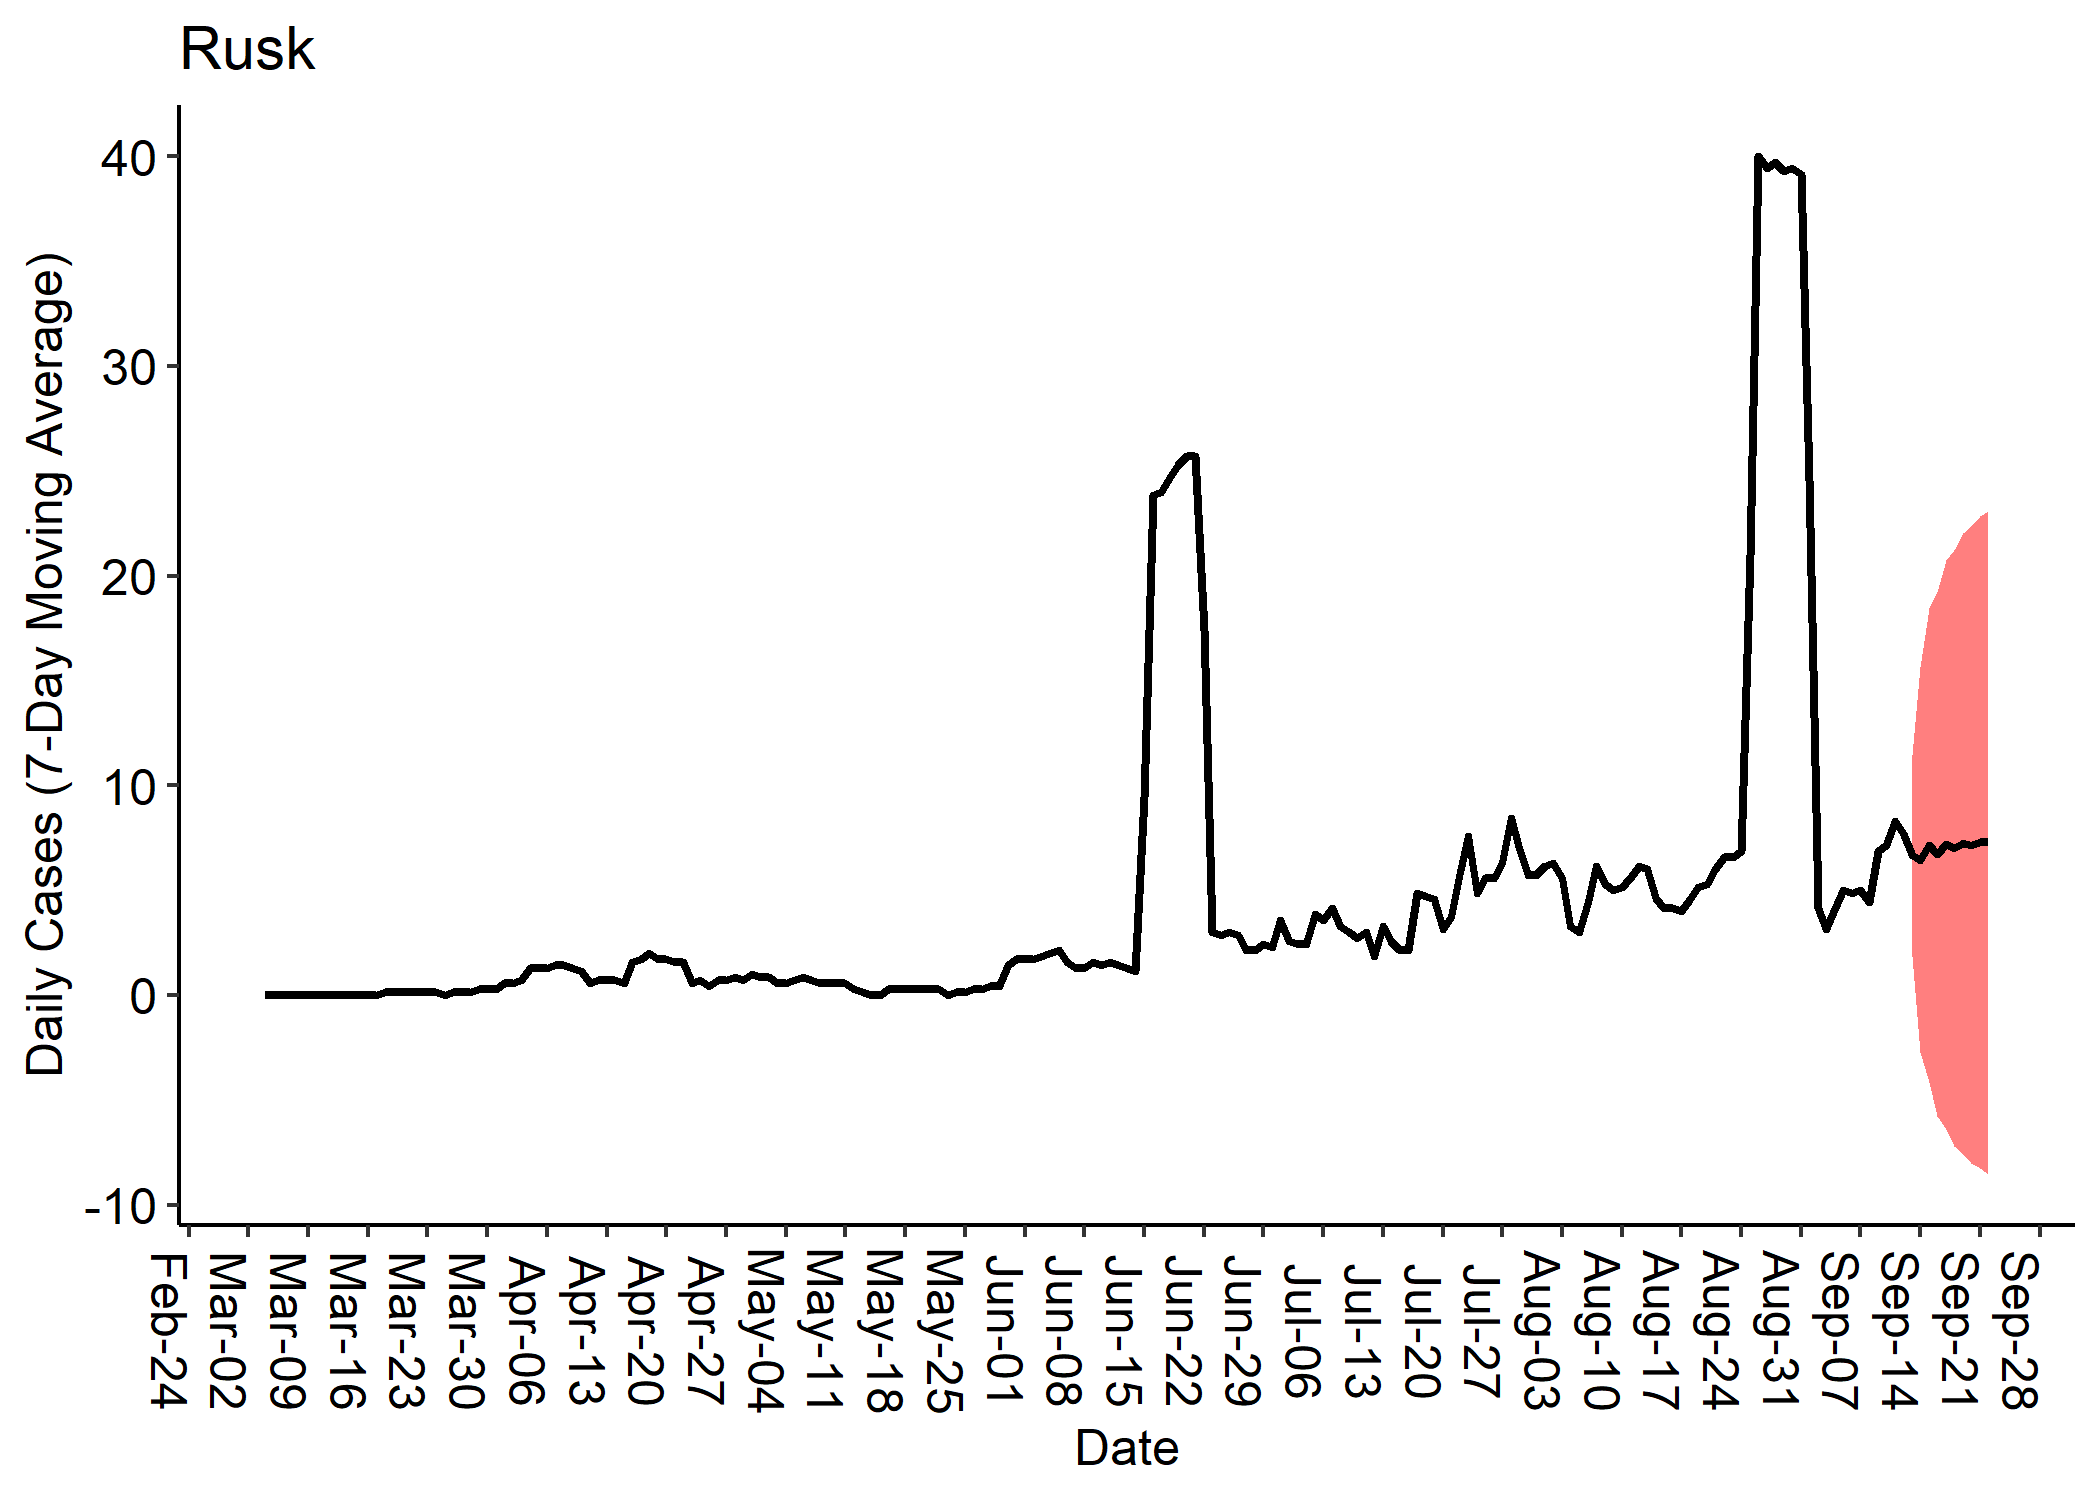 Rusk
Daily Cases (7-Day Moving Average)
40
30
20
10
0
-10
Feb-24
Mar-02
Mar-09
Mar-16
Mar-23
Mar-30
Apr-06
Apr-13
Apr-20
Apr-27
May-04
May-11
May-18
May-25
Jun-01
Jun-08
Jun-15
Jun-22
Jun-29
Jul-06
Jul-13
Jul-20
Jul-27
Aug-03
Aug-10
Aug-17
Aug-24
Aug-31
Sep-07
Sep-14
Sep-21
Sep-28
Date